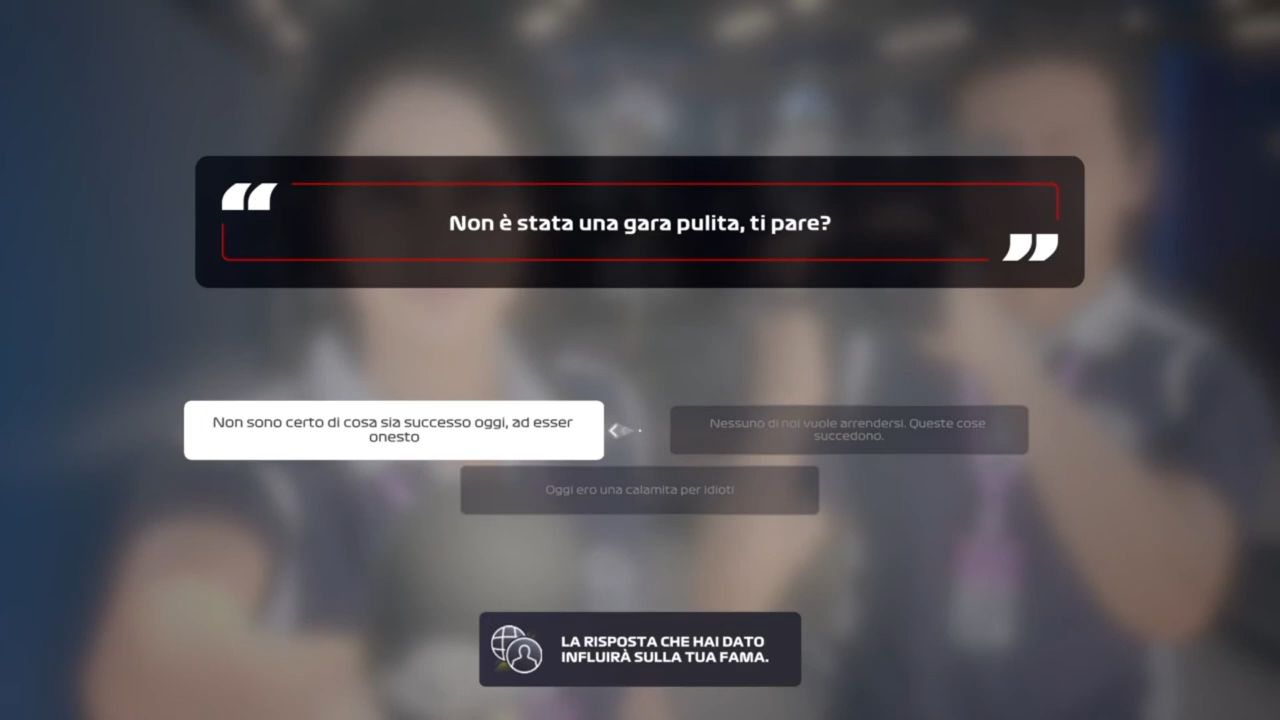 Non è stata una gara pulita, ti pare?
Non sono certo di cosa sia successo oggi, ad esser
onesto
Nessuno di noi vuole arrendersi. Queste cose
succedono.
Oggi ero una calamita per idioti
LA RISPOSTA CHE HAI DATO
INFLUIRÀ SULLA TUA FAMA.